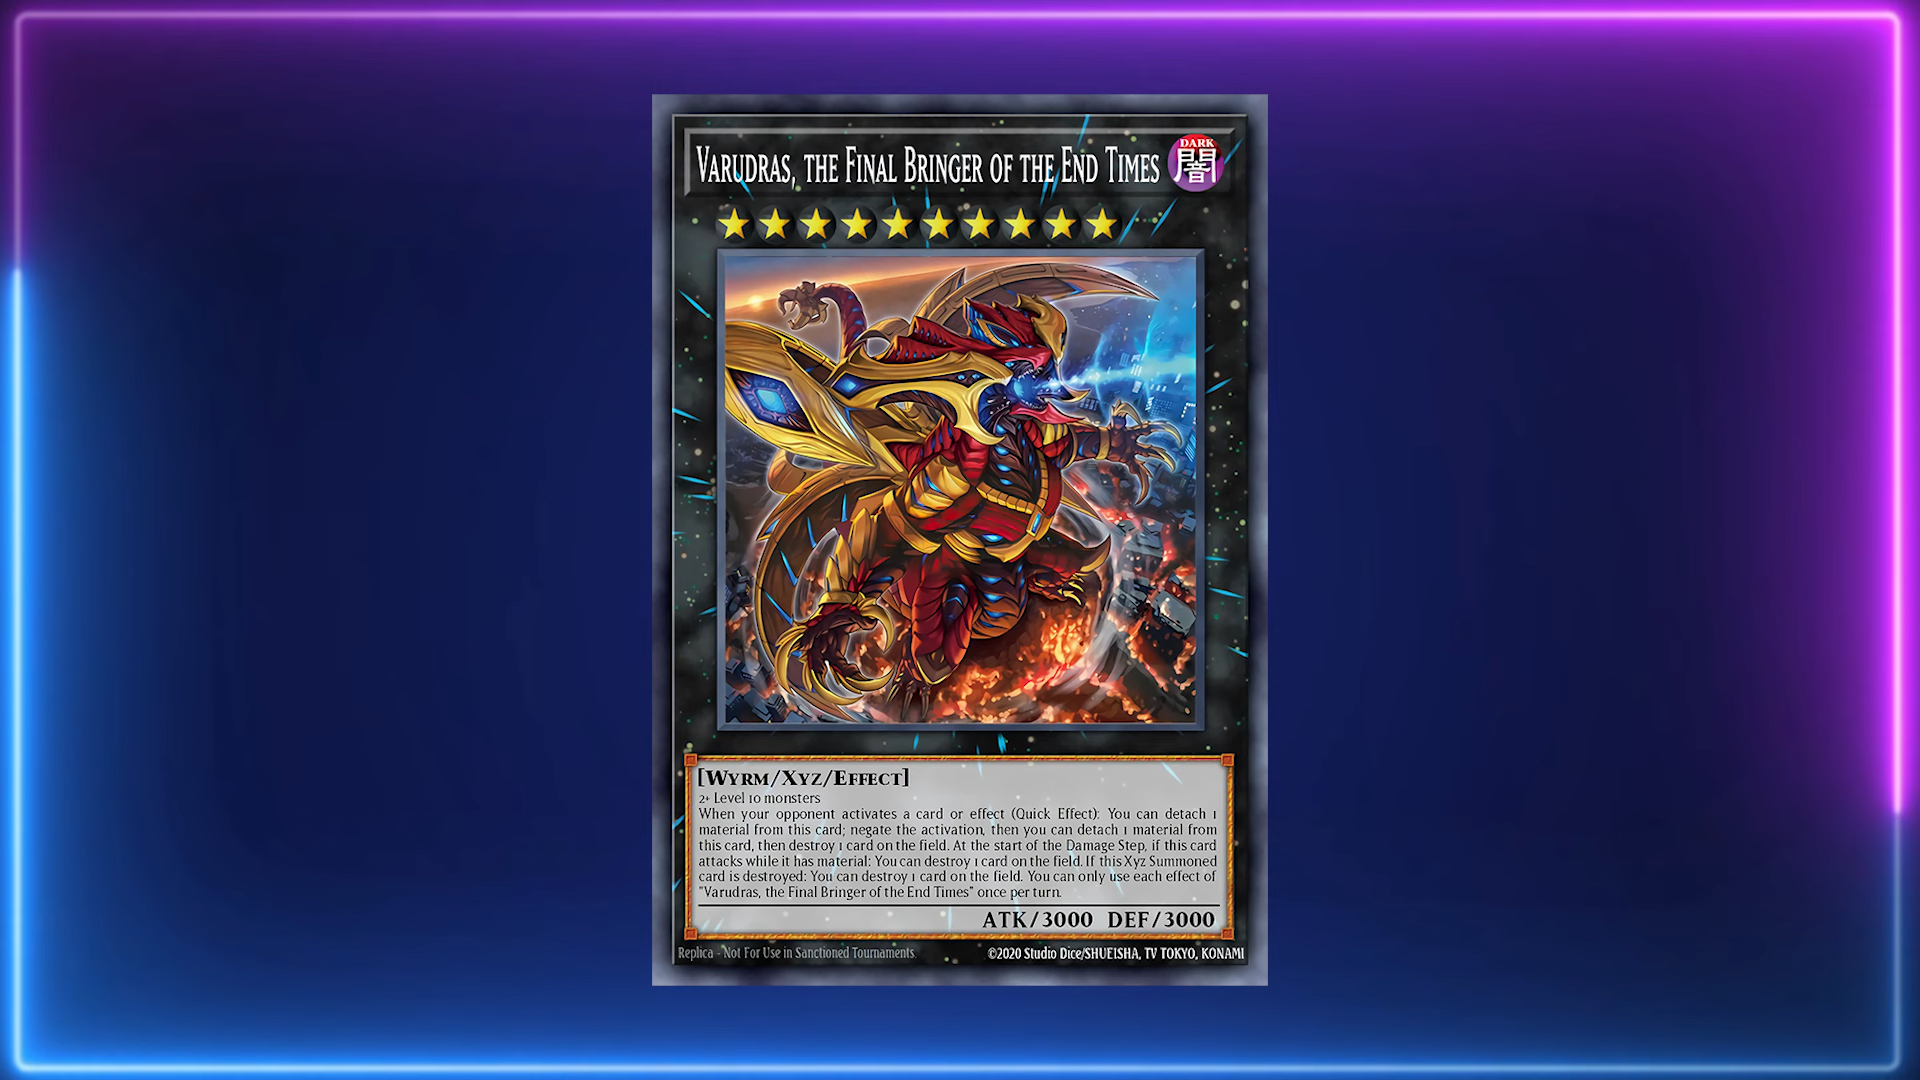 VARUDRAS, THE FINAL BRINGER OF THE END TIMES
DARK
闇
[WYRM/XYZ/EFFECT]
2+ Level 10 monsters
When your opponent activates a card or effect (Quick Effect): You can detach 1
material from this card; negate the activation, then you can detach 1 material from
this card, then destroy 1 card on the field. At the start of the Damage Step, if this card
attacks while it has material: You can destroy 1 card on the field. If this Xyz Summoned
card is destroyed: You can destroy 1 card on the field. You can only use each effect of
"Varudras, the Final Bringer of the End Times" once per turn.
ATK/3000 DEF/3000
Replica - Not For Use in Sanctioned Tournaments.
©2020 Studio Dice/SHUEISHA, TV TOKYO, KONAMI